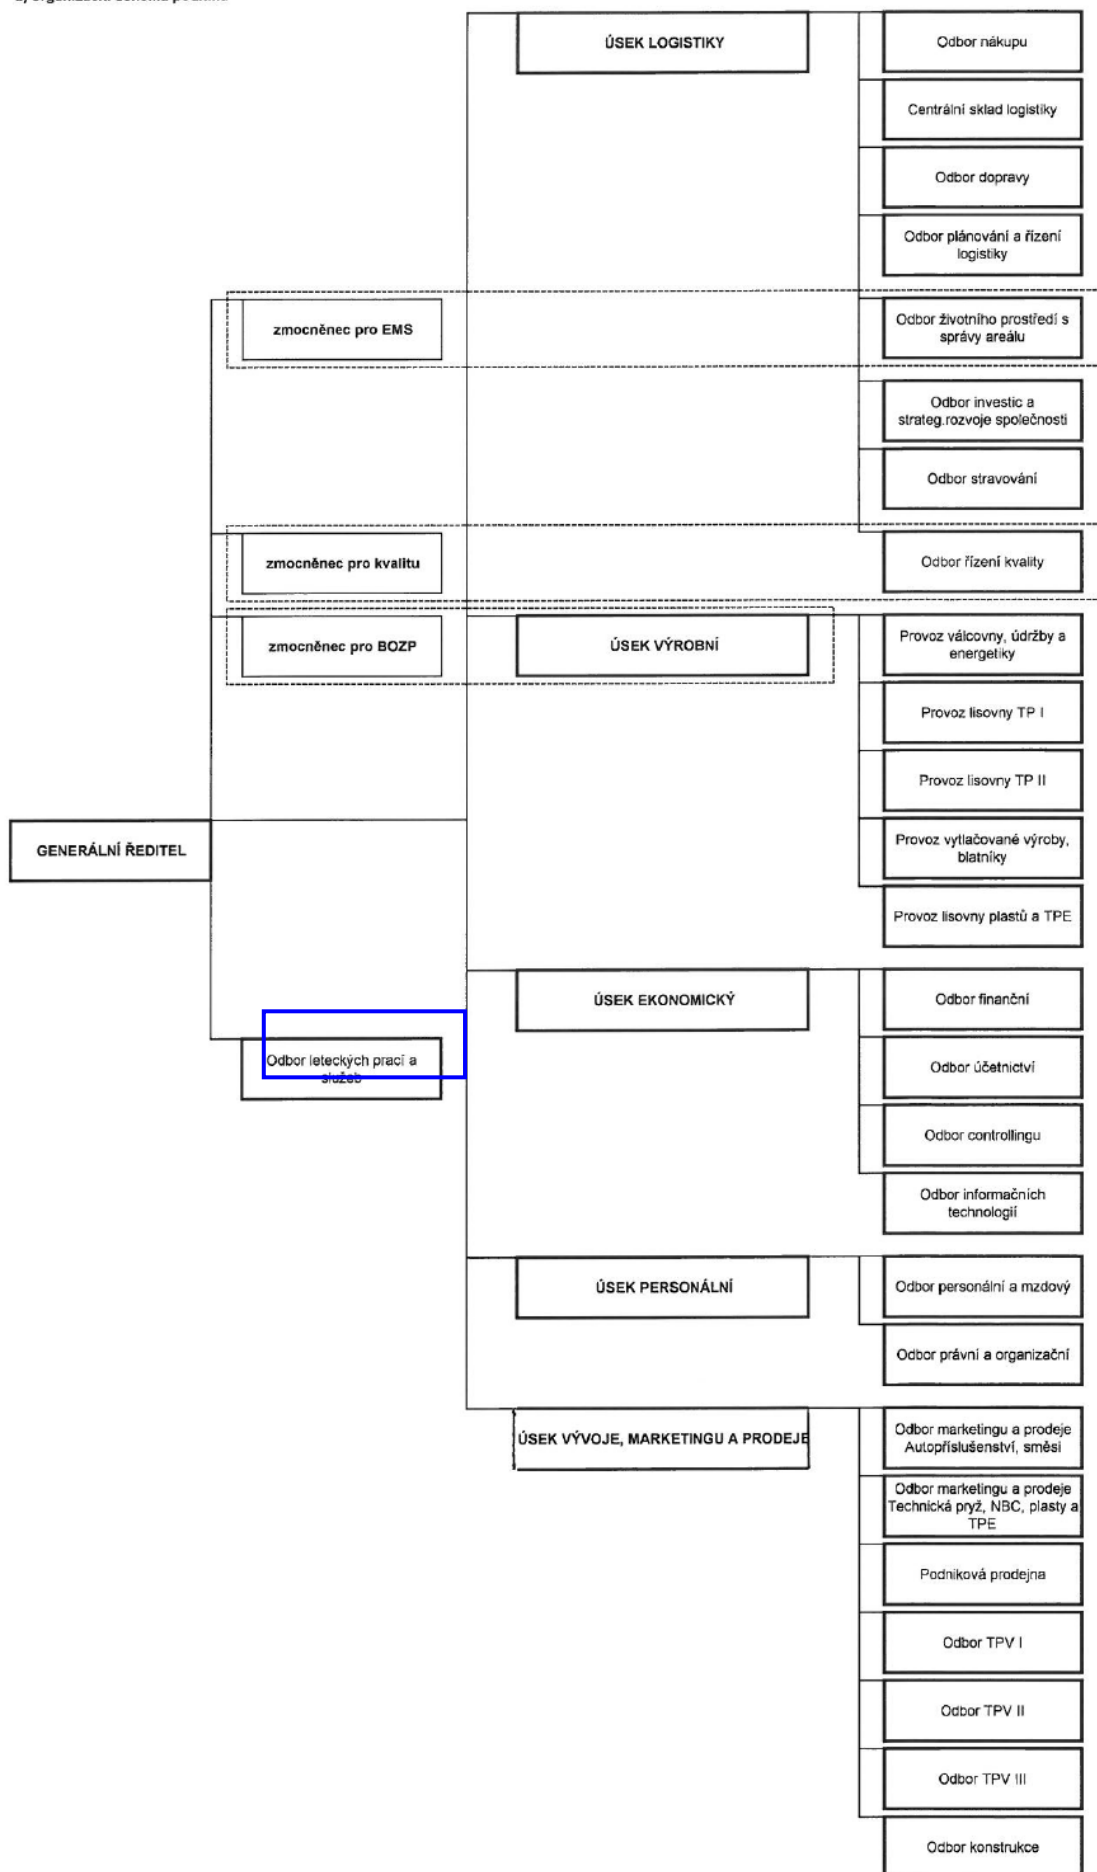 ÚSEK LOGISTIKY
Odbor nákupu
Centrální sklad logistiky
Odbor dopravy
Odbor plánování a řízení
logistiky
zmocněnec pro EMS
Odbor životního prostředí s
správy areálu
Odbor investic a
strateg.rozvoje společnosti
Odbor stravování
zmocněnec pro kvalitu
Odbor řízení kvality
zmocněnec pro BOZP
ÚSEK VÝROBNÍ
Provoz válcovny, údržby a
energetiky
Provoz lisovny TP I
Provoz lisovny TP II
GENERÁLNÍ ŘEDITEL
Provoz vytlačované výroby,
blatníky
Provoz lisovny plastů a TPE
ÚSEK EKONOMICKÝ
Odbor finanční
Odbor leteckých prací a
služeb
Odbor účetnictví
Odbor controllingu
Odbor informačních
technologií
ÚSEK PERSONÁLNÍ
Odbor personální a mzdový
Odbor právní a organizační
ÚSEK VÝVOJE, MARKETINGU A PRODEJE
Odbor marketingu a prodeje
Autopříslušenství, směsi
Odbor marketingu a prodeje
Technická pryž, NBC, plasty a
TPE
Podniková prodejna
Odbor TPV I
Odbor TPV II
Odbor TPV III
Odbor konstrukce